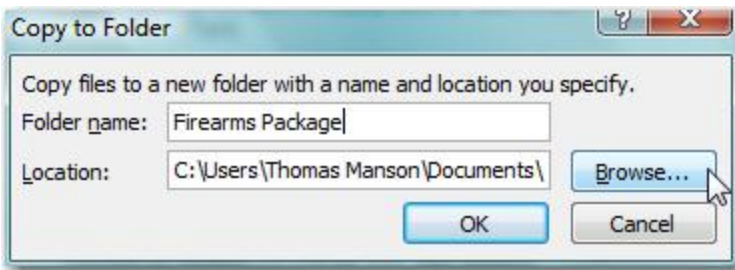 Copy to Folder
Copy files to a new folder with a name and location you specify.
Folder name: Firearms Package
Location: C:\Users\Thomas Manson\Documents\ Browse...
OK Cancel